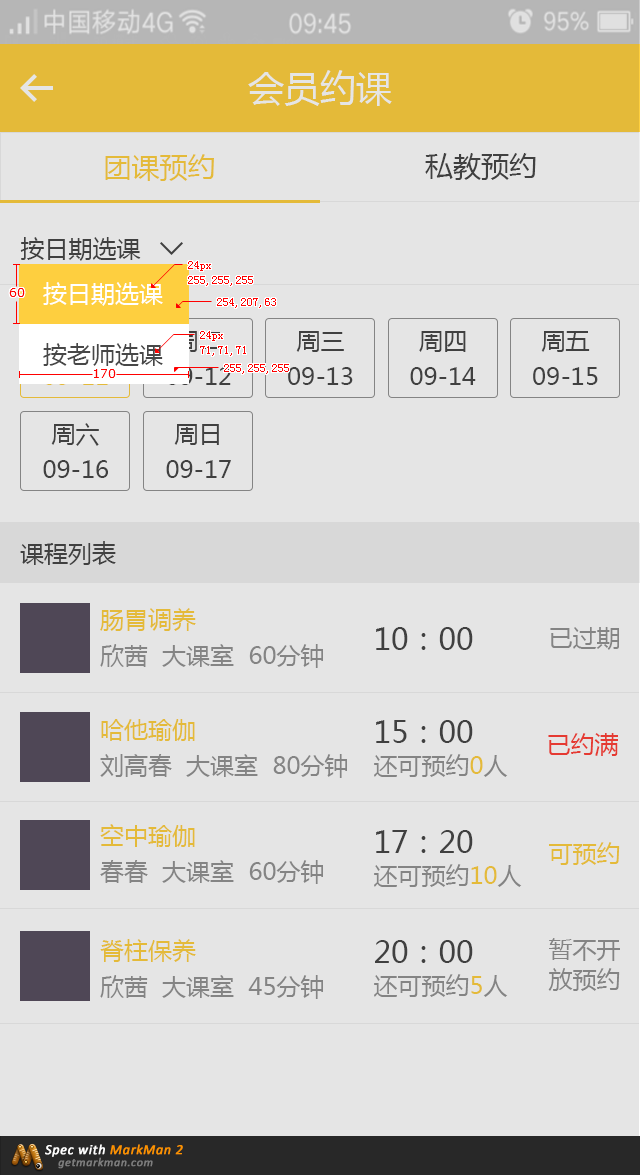 中国移动4G 09:45 95%
会员约课
团课预约 私教预约
按日期选课
24px
255,255,255
60 按日期选课
254,207,63
24px
按老师选课
71,71,71
255,255,255
170
周三 周四 周五
09-12 09-13 09-14 09-15
周六 周日
09-16 09-17
课程列表
肠胃调养
欣茜 大课室 60分钟
10：00
已过期
哈他瑜伽
刘高春 大课室 80分钟
15：00
还可预约0人
已约满
空中瑜伽
春春 大课室 60分钟
17：20
还可预约10人
可预约
脊柱保养
欣茜 大课室 45分钟
20：00
还可预约5人
暂不开
放预约
Spec with MarkMan 2
getmarkman.com